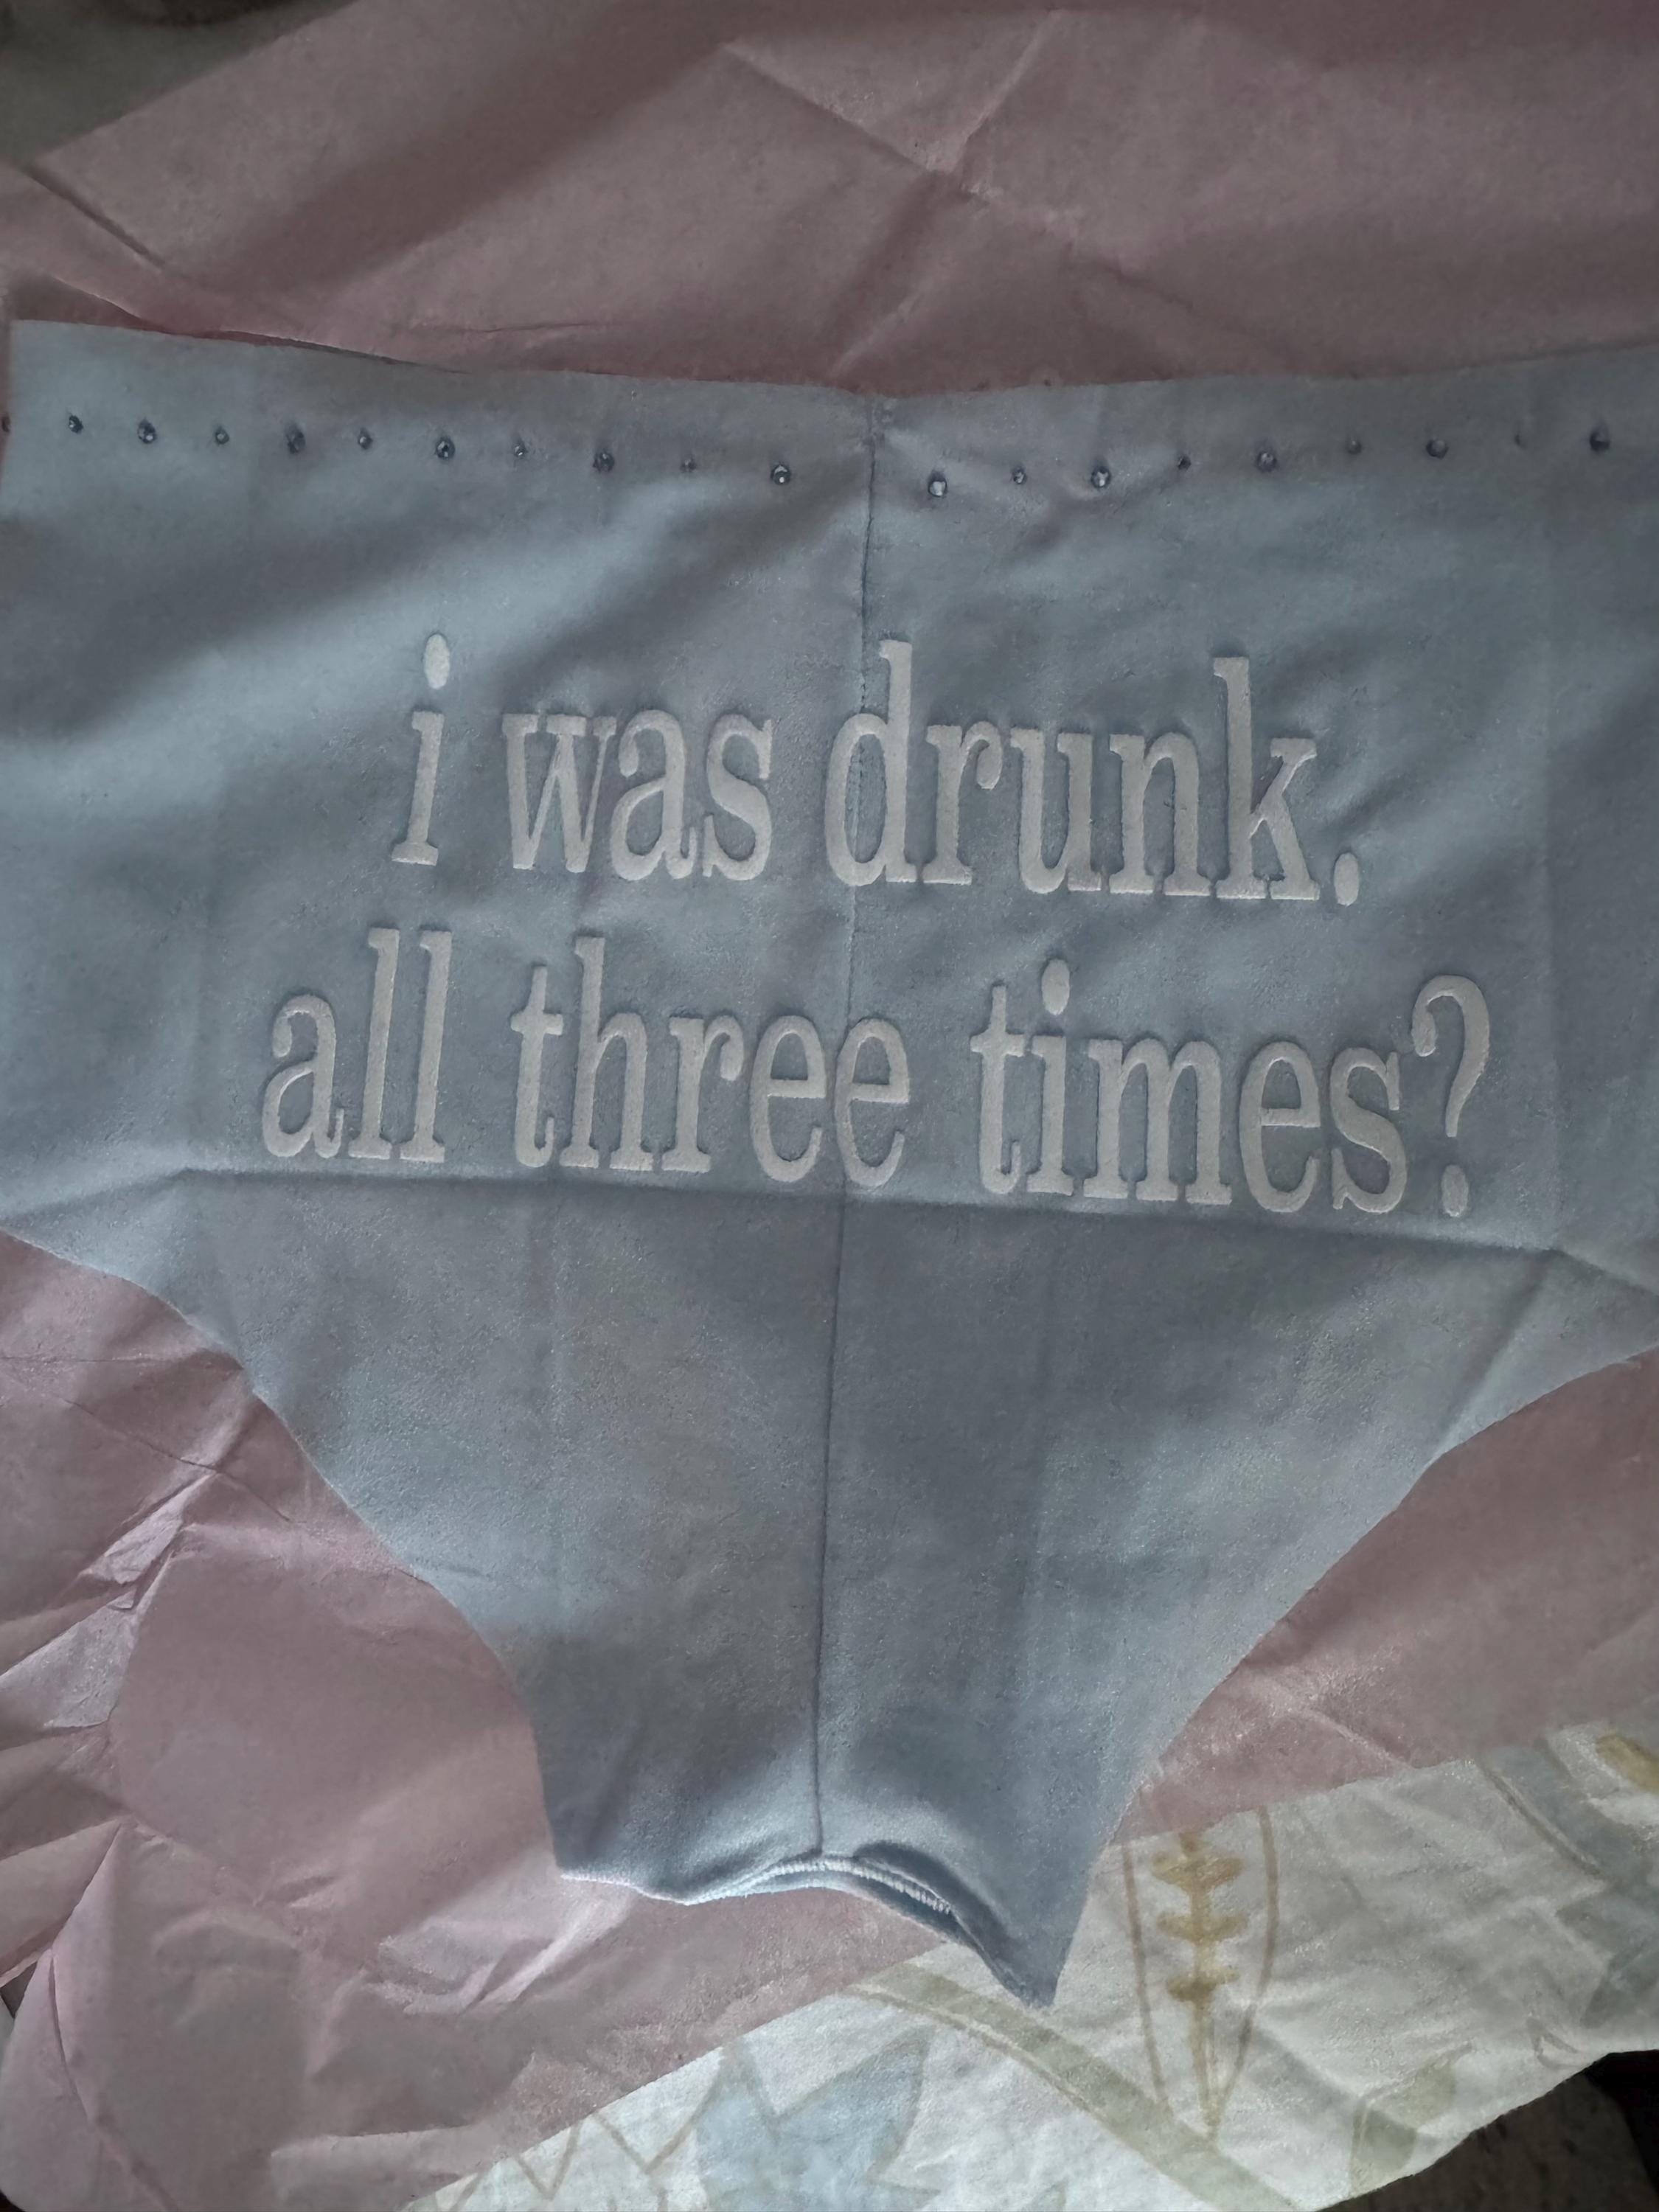 i was drunk.
all three times?